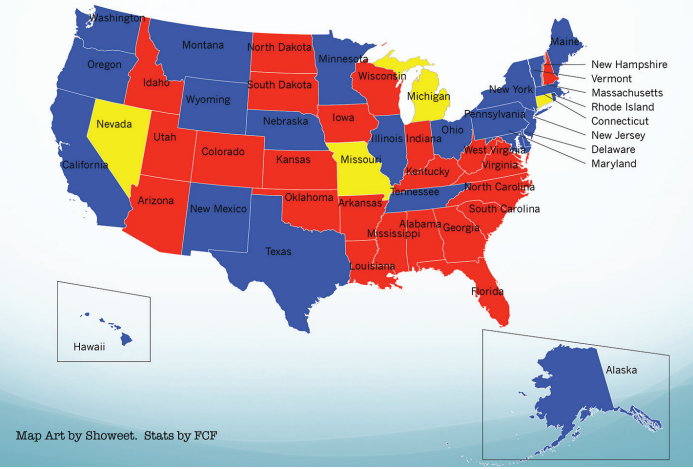 Washington
Montana
North Dakota
Minnesota
Maine
Oregon
Idaho
Wyoming
South Dakota
Wisconsin
Michigan
New York
New Hampshire
Vermont
Massachusetts
Rhode Island
Connecticut
New Jersey
Delaware
Maryland
Nevada
Utah
Colorado
Nebraska
Iowa
Illinois
Indiana
Ohio
Pennsylvania
California
Kansas
Missouri
Kentucky
West Virginia
Virginia
Arizona
New Mexico
Oklahoma
Arkansas
Tennessee
North Carolina
South Carolina
Texas
Louisiana
Mississippi
Alabama
Georgia
Florida
Hawaii
Alaska
Map Art by Showeet. Stats by FCF